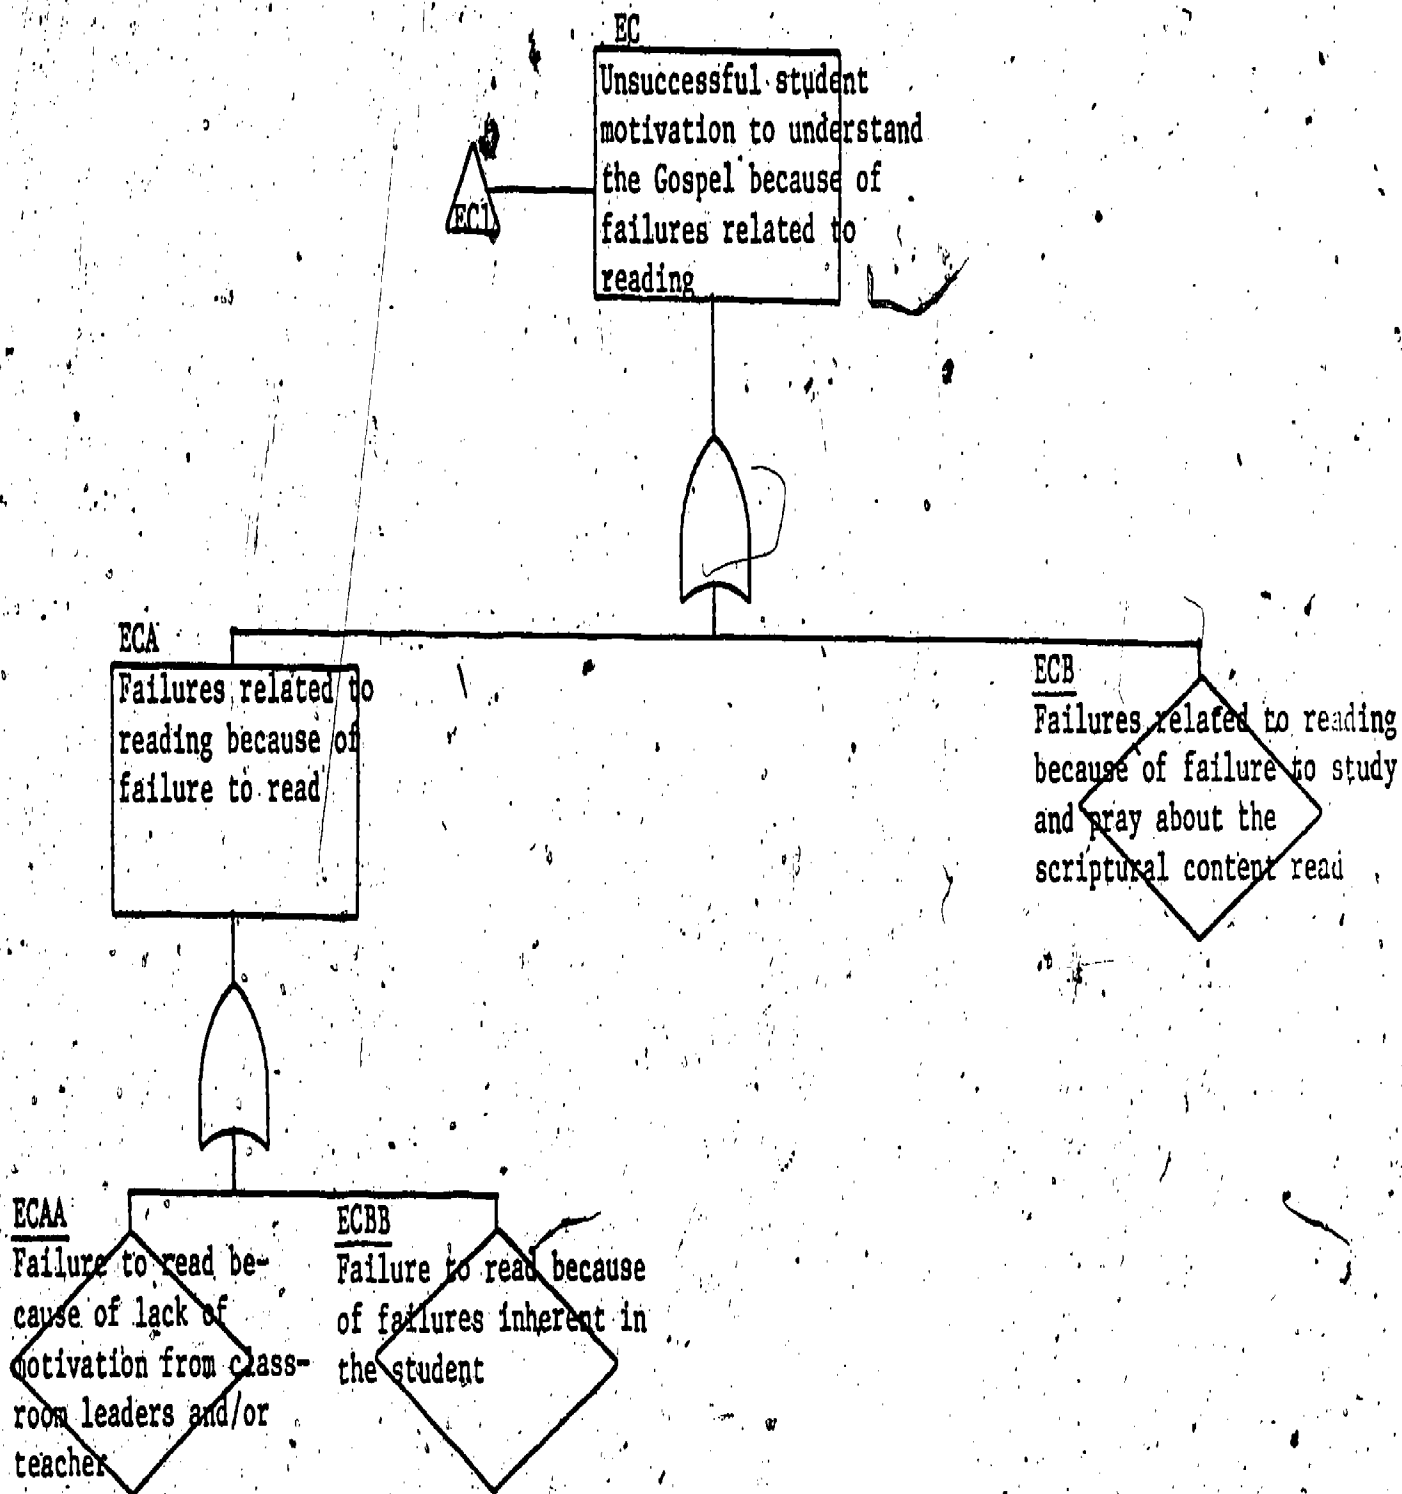 EC
Unsuccessful student
motivation to understand
the Gospel because of
failures related to
reading
EC1
ECA
Failures related to
reading because of
failure to read
ECB
Failures related to reading
because of failure to study
and pray about the
scriptural content read
ECAA
Failure to read be-
cause of lack of
motivation from class-
room leaders and/or
teacher
ECBB
Failure to read because
of failures inherent in
the student